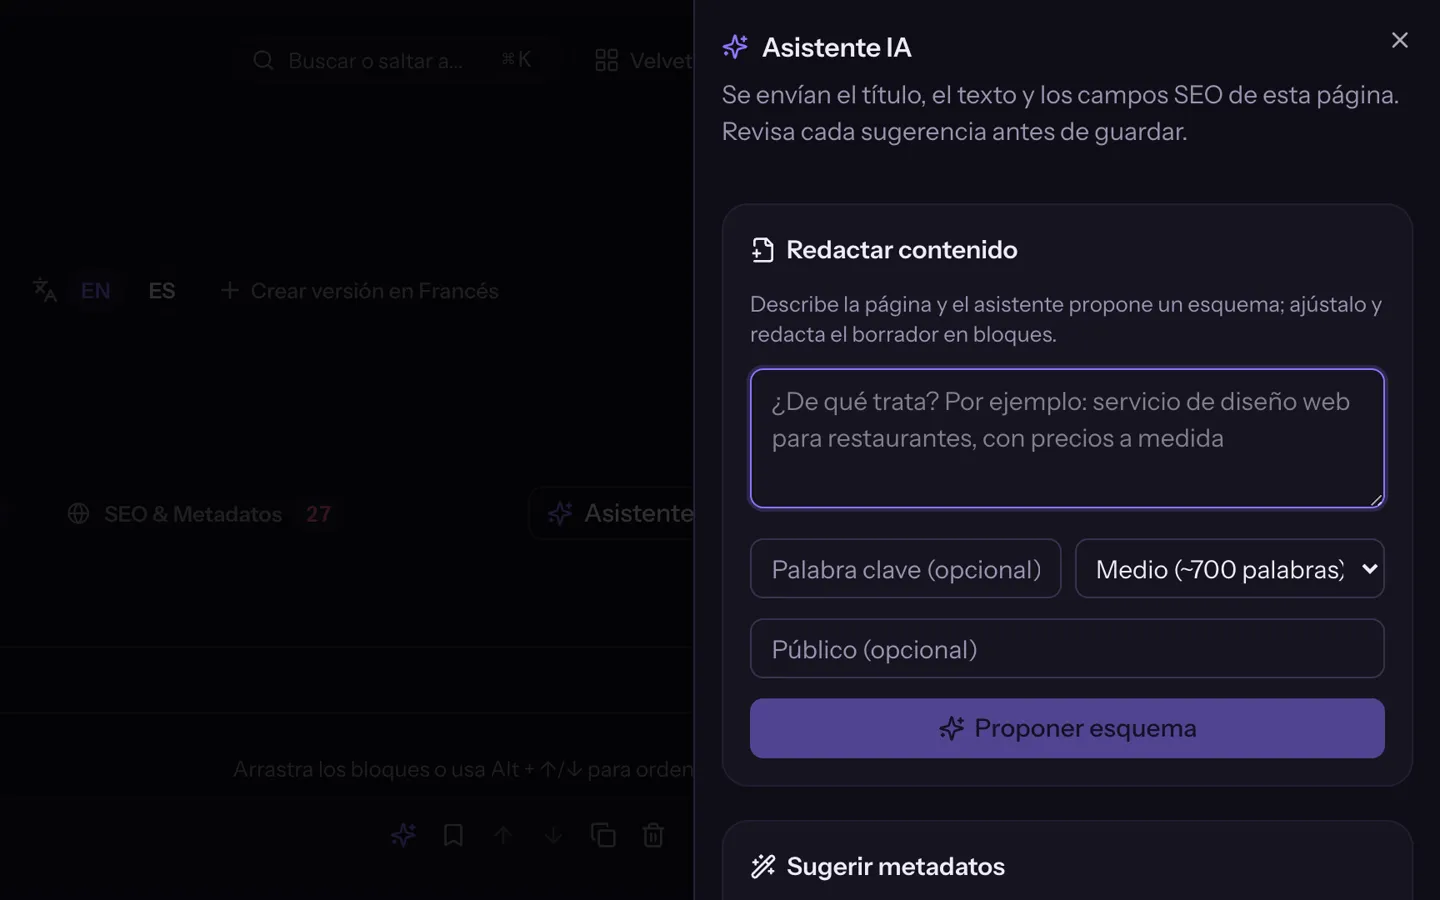 Buscar o saltar a...
⌘K
Velvet
EN
ES
+ Crear versión en Francés
SEO & Metadatos
27
Asistente
Arrastra los bloques o usa Alt + ↑/↓ para orden
Asistente IA
Se envían el título, el texto y los campos SEO de esta página.
Revisa cada sugerencia antes de guardar.
Redactar contenido
Describe la página y el asistente propone un esquema; ajústalo y
redacta el borrador en bloques.
¿De qué trata? Por ejemplo: servicio de diseño web
para restaurantes, con precios a medida
Palabra clave (opcional)
Medio (~700 palabras)
Público (opcional)
Proponer esquema
Sugerir metadatos